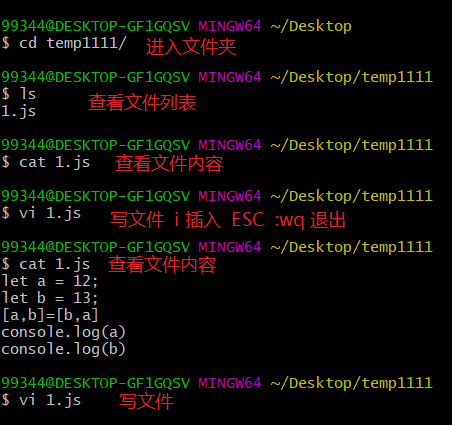 99344@DESKTOP-GF1GQSV MINGW64 ~/Desktop
$ cd temp1111/ 进入文件夹
99344@DESKTOP-GF1GQSV MINGW64 ~/Desktop/temp1111
$ ls 查看文件列表
1.js
99344@DESKTOP-GF1GQSV MINGW64 ~/Desktop/temp1111
$ cat 1.js 查看文件内容
99344@DESKTOP-GF1GQSV MINGW64 ~/Desktop/temp1111
$ vi 1.js 写文件 i 插入 ESC :wq 退出
99344@DESKTOP-GF1GQSV MINGW64 ~/Desktop/temp1111
$ cat 1.js 查看文件内容
let a = 12;
let b = 13;
[a,b]=[b,a]
console.log(a)
console.log(b)
99344@DESKTOP-GF1GQSV MINGW64 ~/Desktop/temp1111
$ vi 1.js 写文件